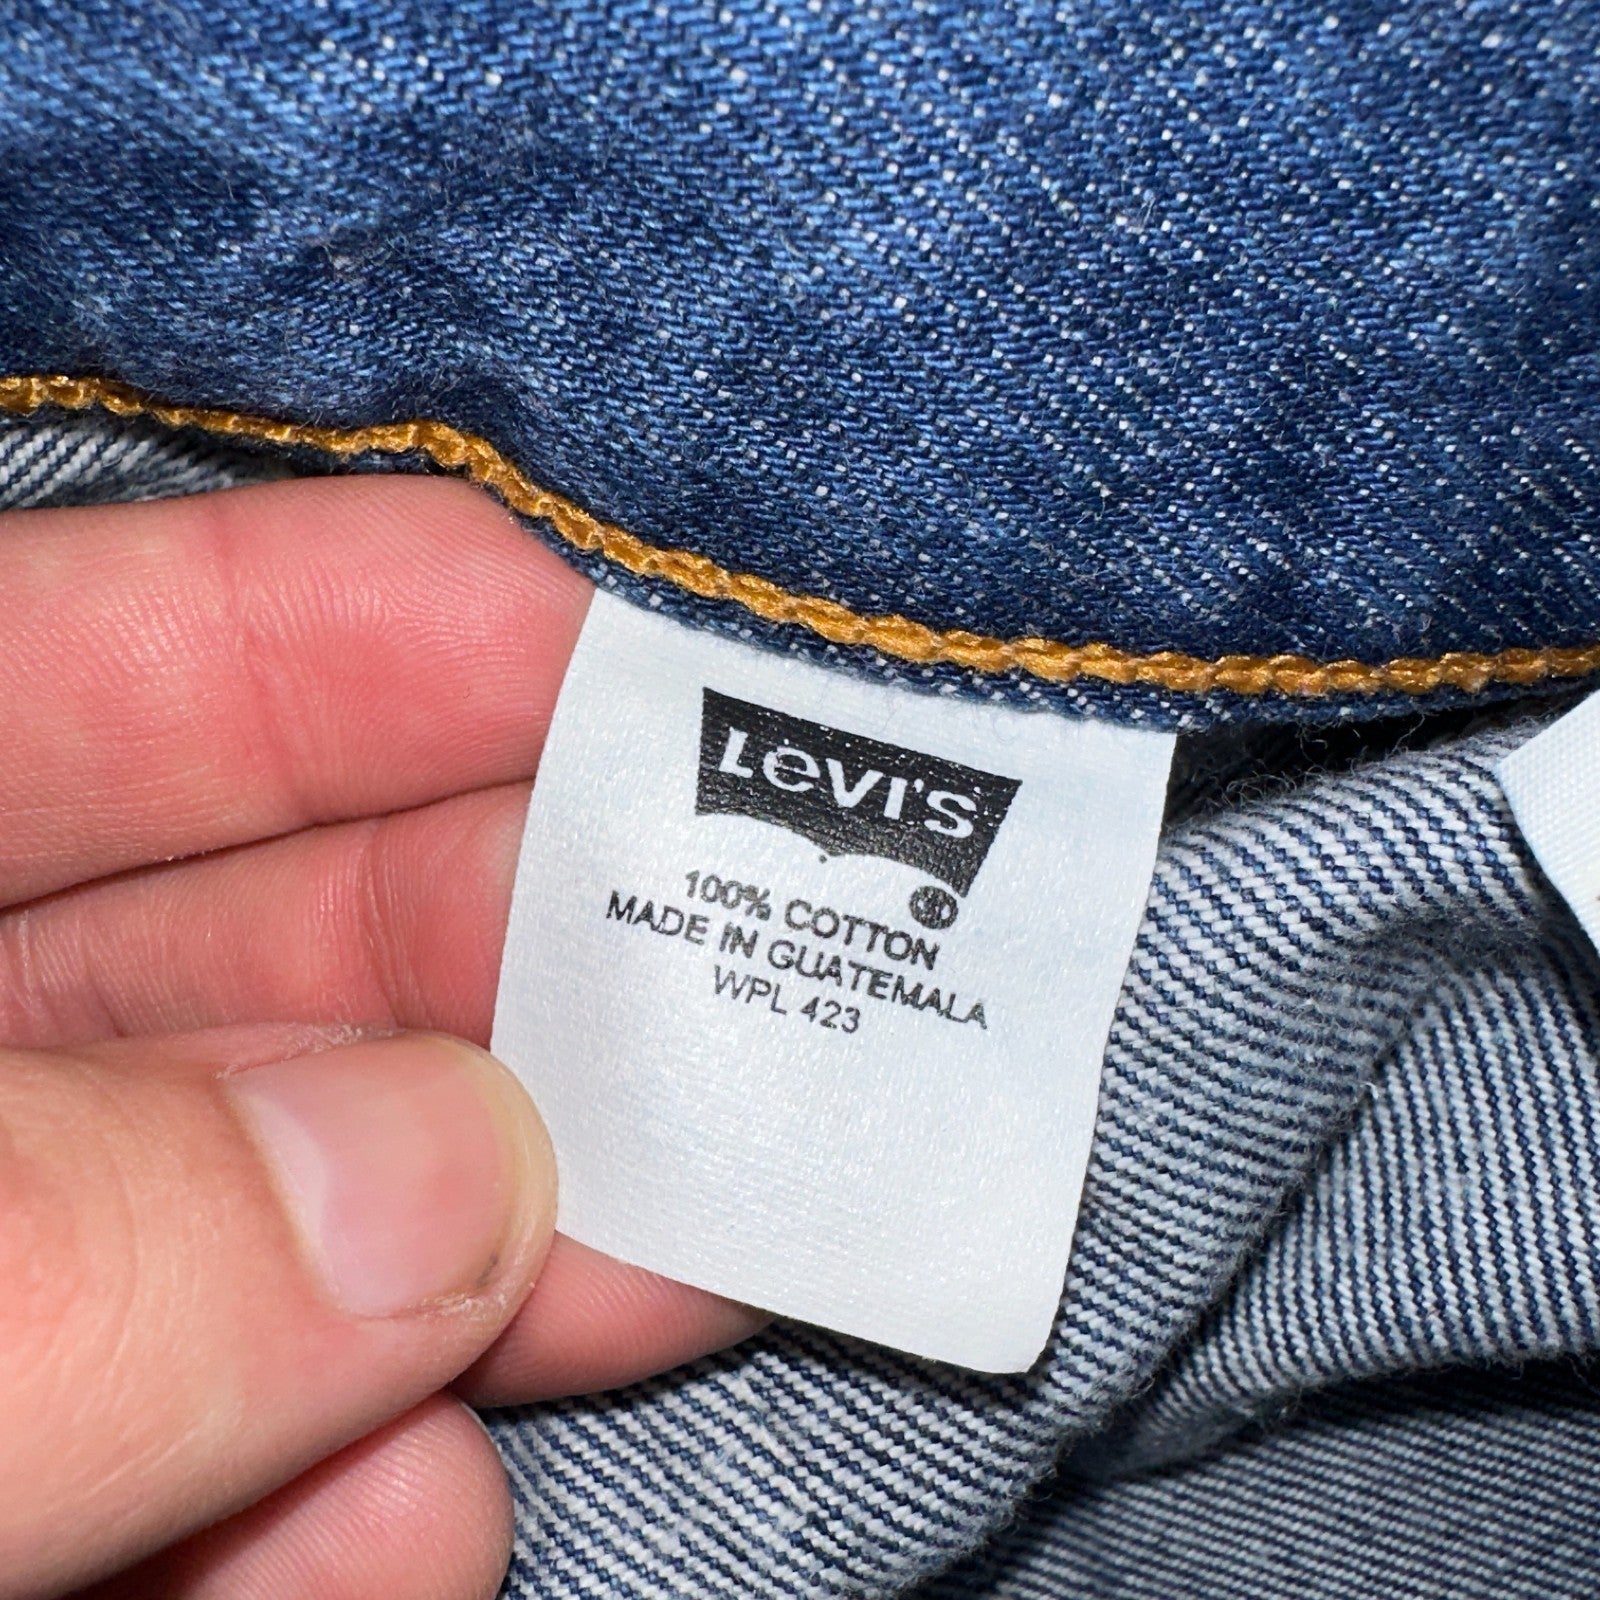 Levi's
®
100% COTTON
MADE IN GUATEMALA
WPL 423